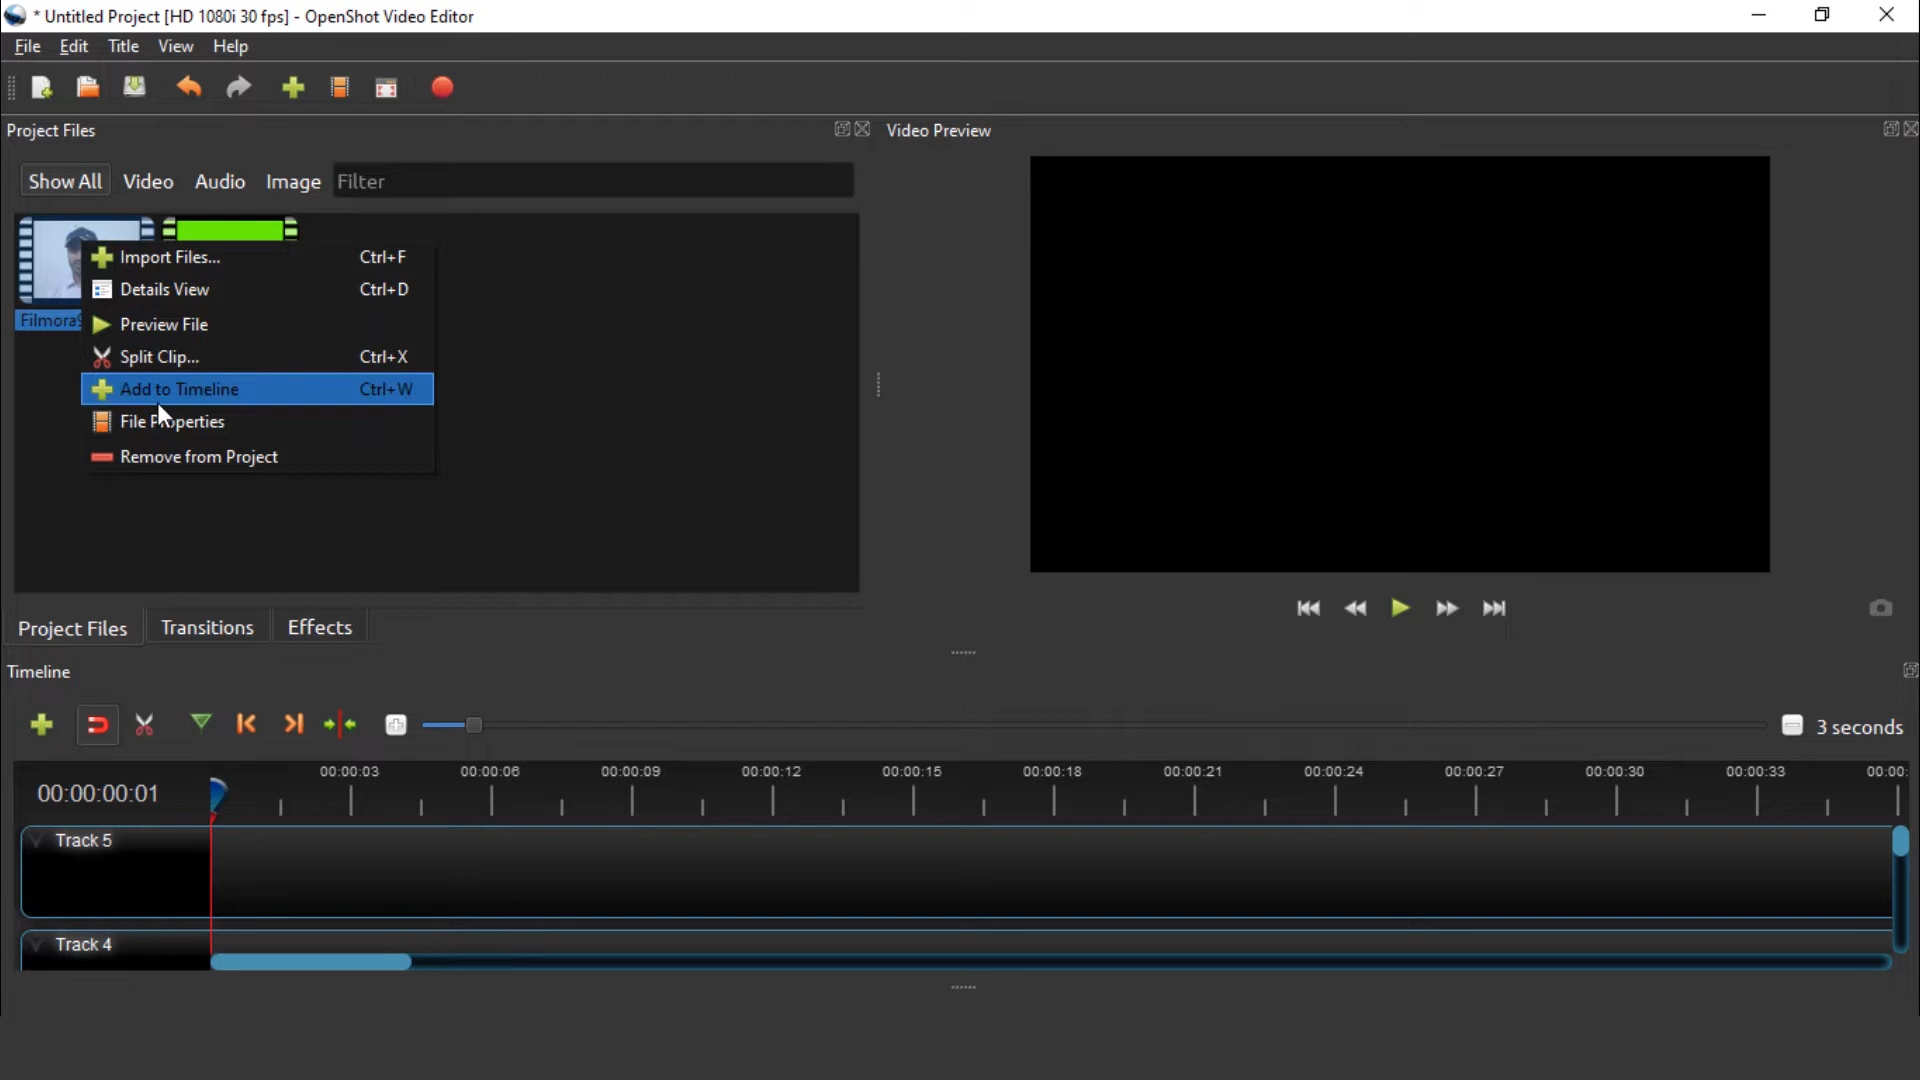 * Untitled Project [HD 1080i 30 fps] - OpenShot Video Editor
File Edit Title View Help
Project Files
Video Preview
Show All Video Audio Image Filter
Import Files... Ctrl+F
Details View Ctrl+D
Filmora9
Preview File
Split Clip... Ctrl+X
Add to Timeline Ctrl+W
File Properties
Remove from Project
Project Files Transitions Effects
Timeline
3 seconds
00:00:00:01
00:00:03 00:00:06 00:00:09 00:00:12 00:00:15 00:00:18 00:00:21 00:00:24 00:00:27 00:00:30 00:00:33 00:00:
Track 5
Track 4